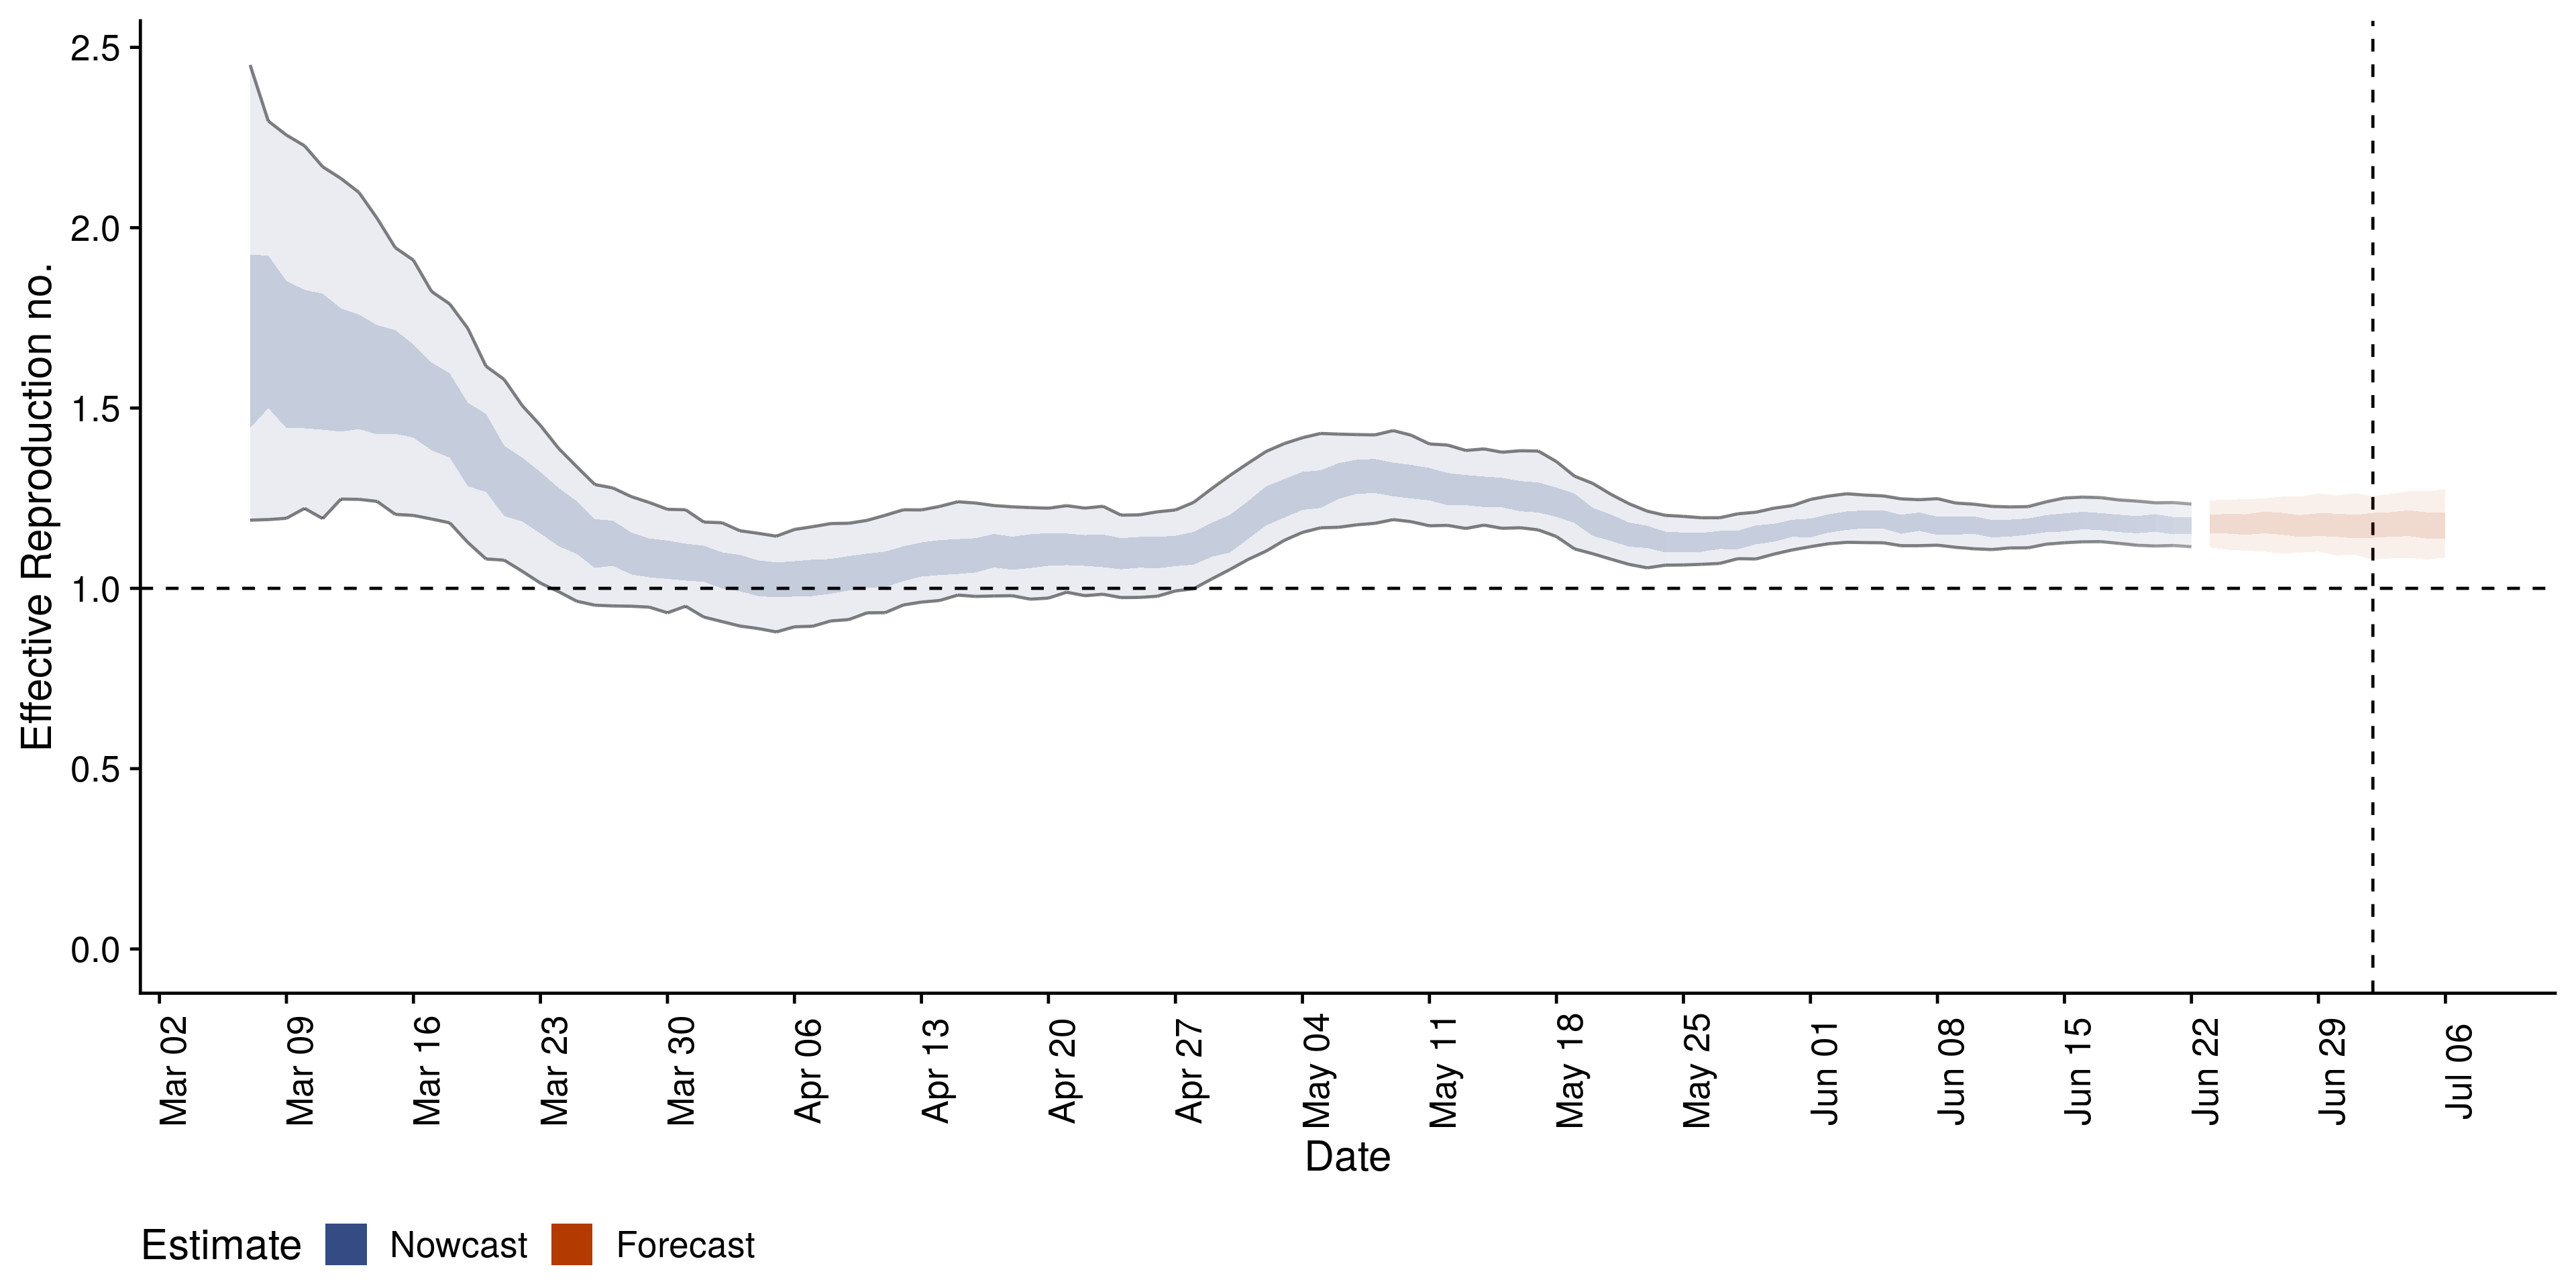 Effective Reproduction no.
2.5
2.0
1.5
1.0
0.5
0.0
Mar 02
Mar 09
Mar 16
Mar 23
Mar 30
Apr 06
Apr 13
Apr 20
Apr 27
May 04
May 11
May 18
May 25
Jun 01
Jun 08
Jun 15
Jun 22
Jun 29
Jul 06
Date
Estimate Nowcast Forecast